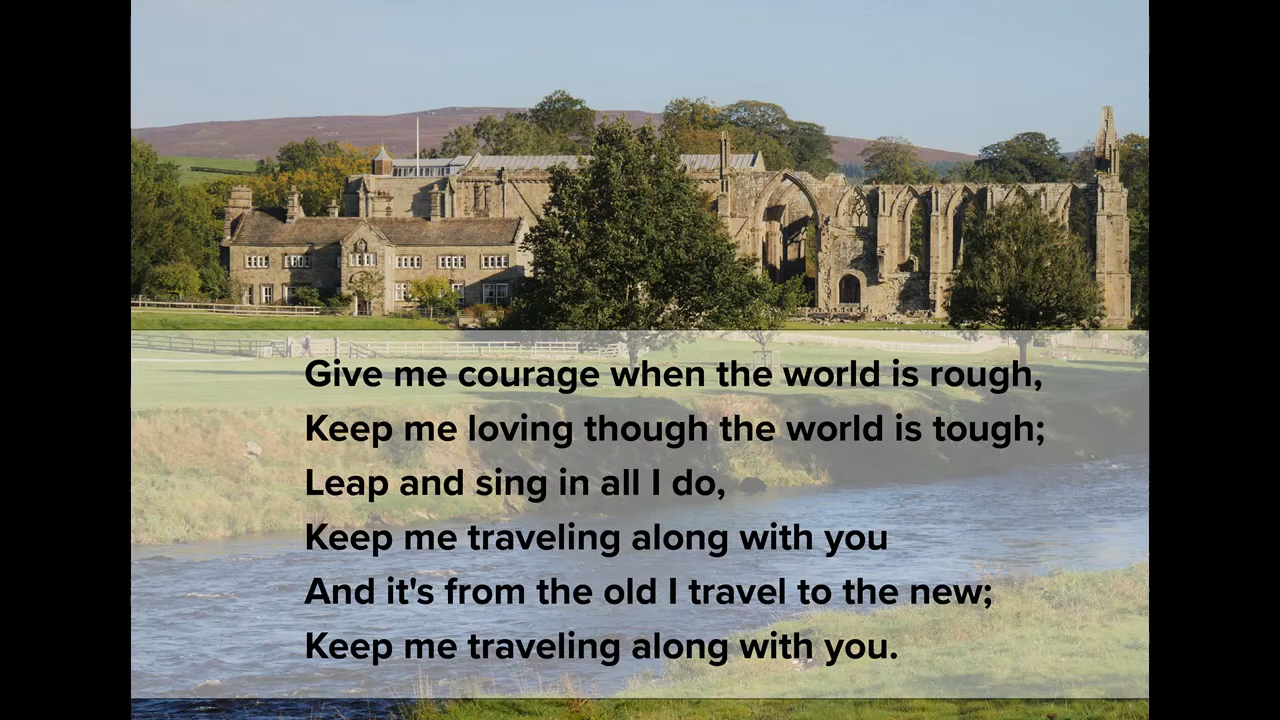 Give me courage when the world is rough,
Keep me loving though the world is tough;
Leap and sing in all I do,
Keep me traveling along with you
And it's from the old I travel to the new;
Keep me traveling along with you.